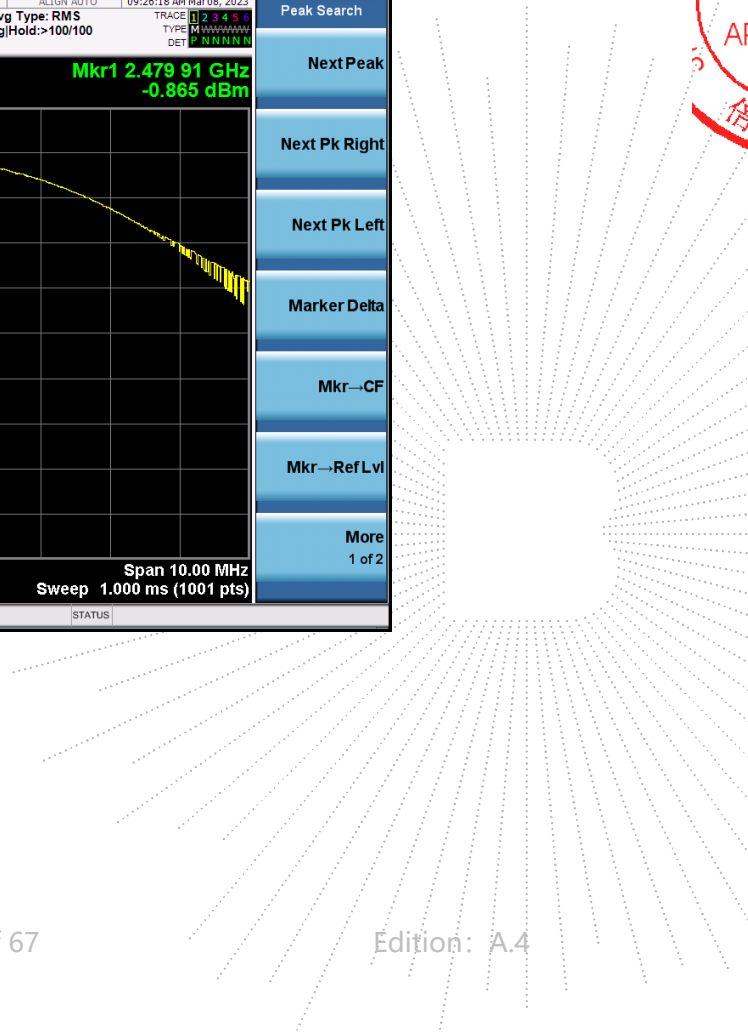 ALIGN AUTO 09:26:18 AM Mar 08, 2023
Type: RMS
Hold:>100/100
TRACE 1 2 3 4 5 6
TYPE M W W W W W
DET P N N N N N
Mkr1 2.479 91 GHz
-0.865 dBm
Span 10.00 MHz
Sweep 1.000 ms (1001 pts)
STATUS
Peak Search
Next Peak
Next Pk Right
Next Pk Left
Marker Delta
Mkr→CF
Mkr→Ref Lvl
More
1 of 2
67
Edition: A.4